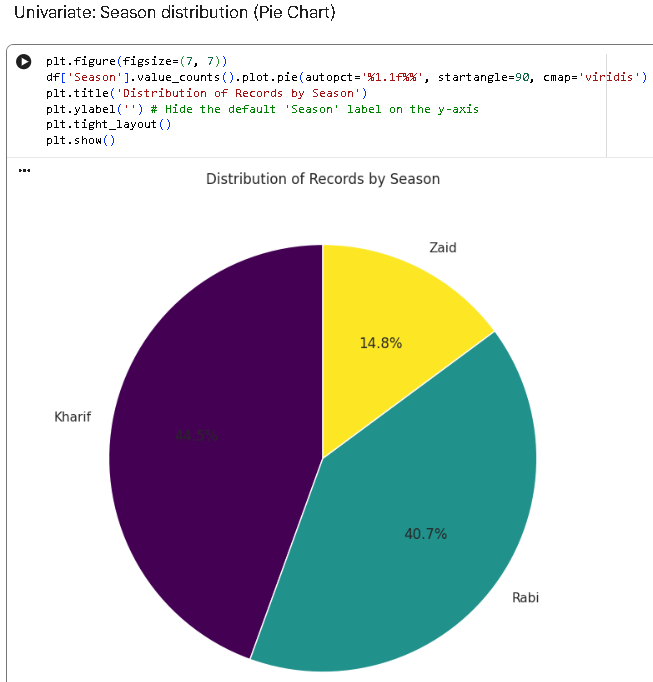 Univariate: Season distribution (Pie Chart)
plt.figure(figsize=(7, 7))
df['Season'].value_counts().plot.pie(autopct='%1.1f%%', startangle=90, cmap='viridis')
plt.title('Distribution of Records by Season')
plt.ylabel('') # Hide the default 'Season' label on the y-axis
plt.tight_layout()
plt.show()
Distribution of Records by Season
Zaid
14.8%
Kharif
44.5%
40.7%
Rabi